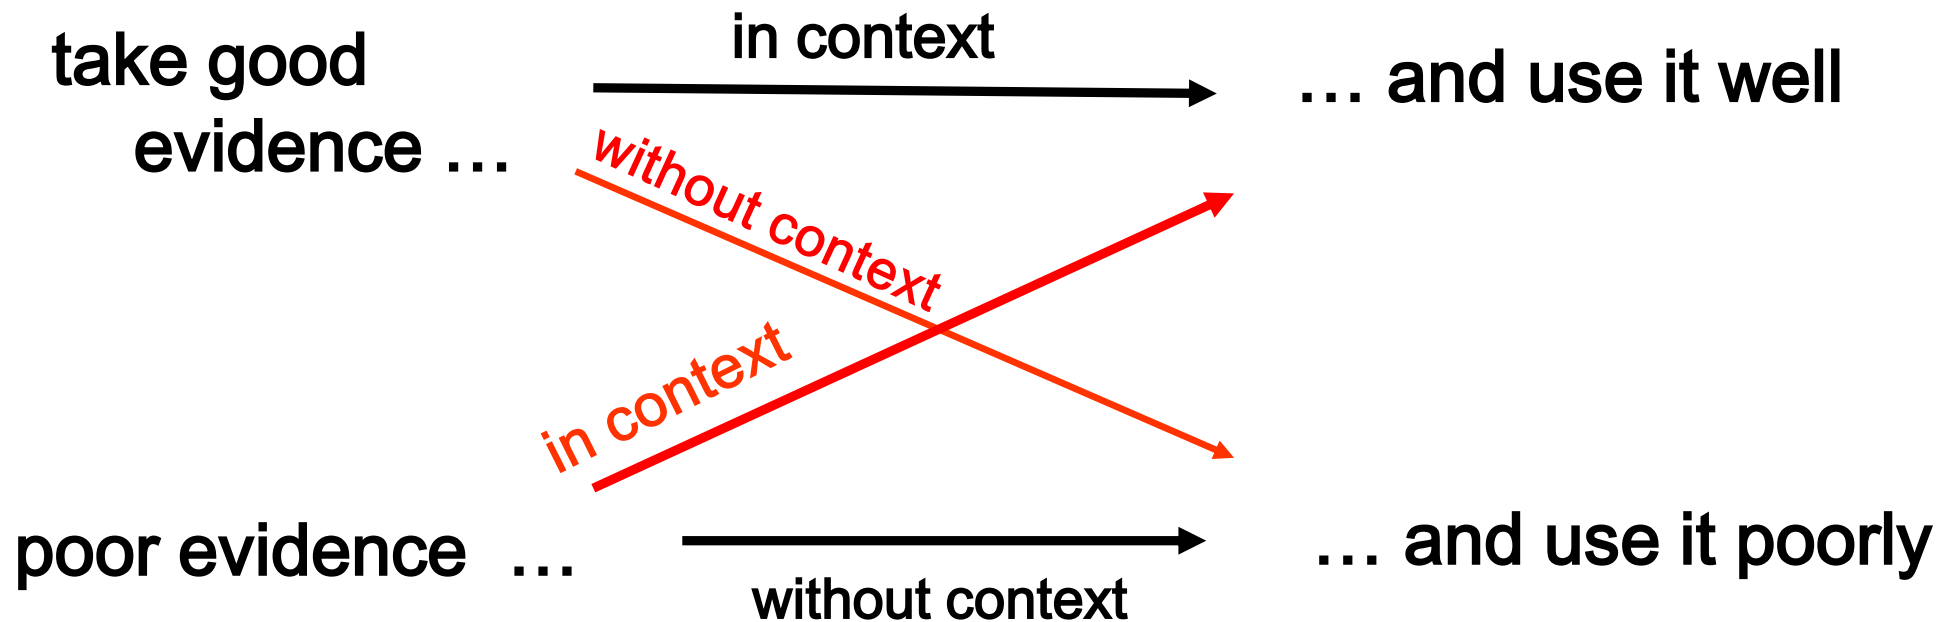 take good
evidence ...
in context
... and use it well
without context
in context
poor evidence ...
without context
... and use it poorly